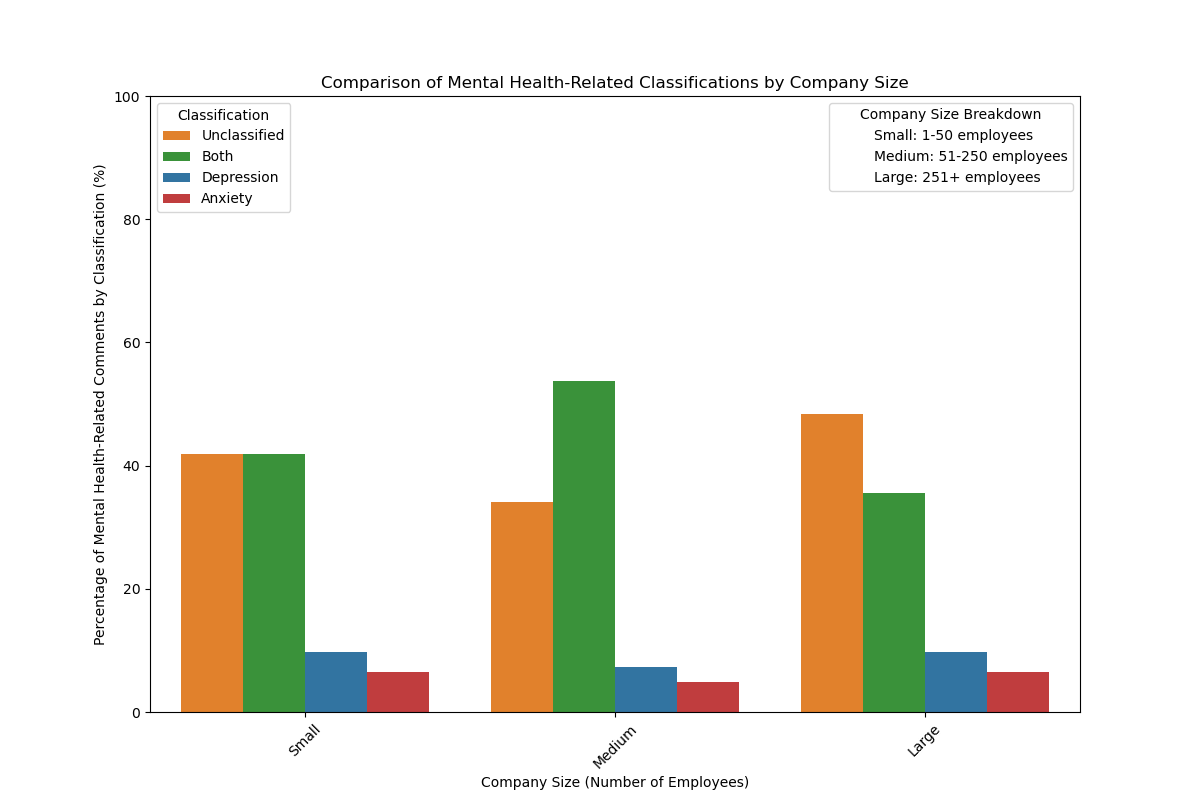 Comparison of Mental Health-Related Classifications by Company Size
Percentage of Mental Health-Related Comments by Classification (%)
100
80
60
40
20
0
Classification
Unclassified
Both
Depression
Anxiety
Company Size Breakdown
Small: 1-50 employees
Medium: 51-250 employees
Large: 251+ employees
Small
Medium
Large
Company Size (Number of Employees)